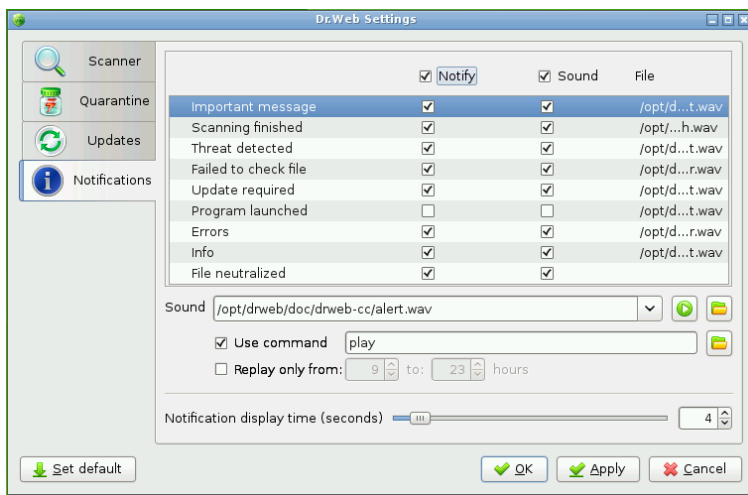 Dr.Web Settings
Scanner
Quarantine
Updates
Notifications
Notify Sound File
Important message /opt/d...t.wav
Scanning finished /opt/...h.wav
Threat detected /opt/d...t.wav
Failed to check file /opt/d...r.wav
Update required /opt/d...t.wav
Program launched /opt/d...t.wav
Errors /opt/d...r.wav
Info /opt/d...t.wav
File neutralized
Sound /opt/drweb/doc/drweb-cc/alert.wav
Use command play
Replay only from: 9 to: 23 hours
Notification display time (seconds) 4
Set default OK Apply Cancel